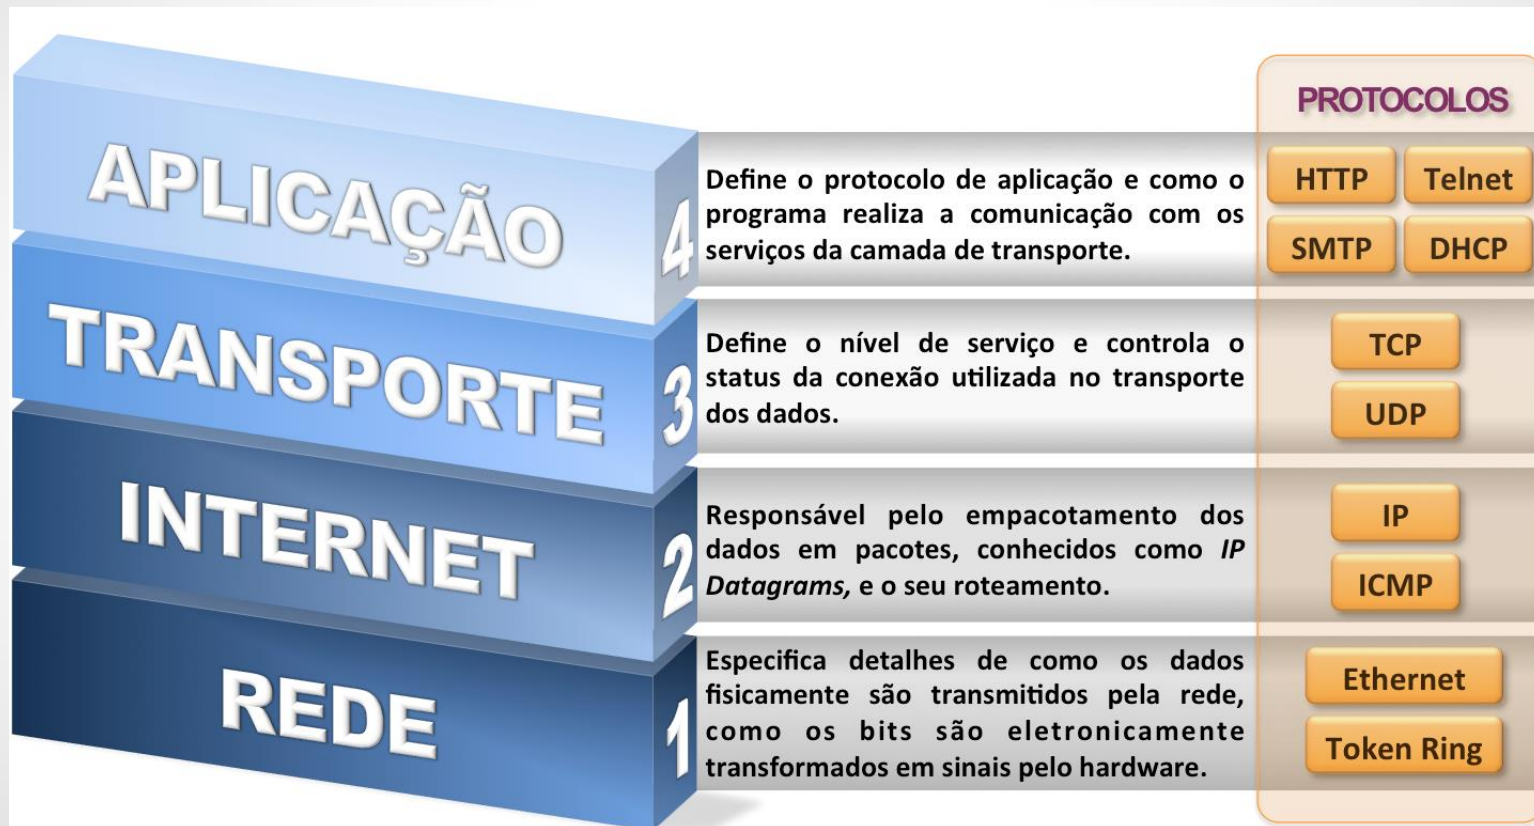 PROTOCOLOS
APLICAÇÃO
4
Define o protocolo de aplicação e como o
programa realiza a comunicação com os
serviços da camada de transporte.
HTTP
Telnet
SMTP
DHCP
TRANSPORTE
3
Define o nível de serviço e controla o
status da conexão utilizada no transporte
dos dados.
TCP
UDP
INTERNET
2
Responsável pelo empacotamento dos
dados em pacotes, conhecidos como IP
Datagrams, e o seu roteamento.
IP
ICMP
REDE
1
Especifica detalhes de como os dados
fisicamente são transmitidos pela rede,
como os bits são eletronicamente
transformados em sinais pelo hardware.
Ethernet
Token Ring